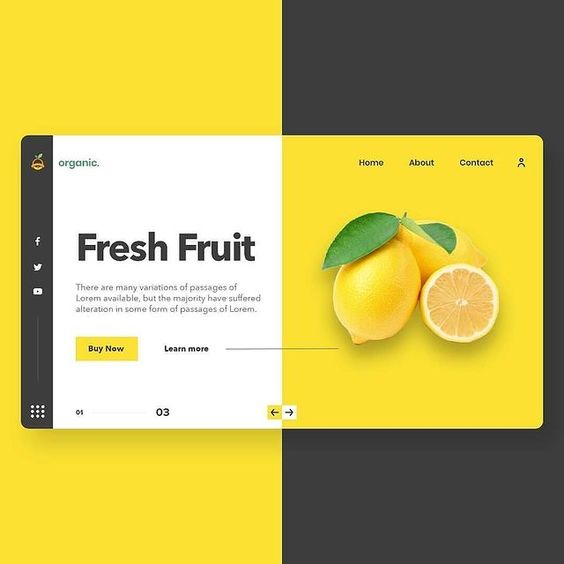 organic.
Home
About
Contact
Fresh Fruit
There are many variations of passages of
Lorem available, but the majority have suffered
alteration in some form of passages of Lorem.
Buy Now
Learn more
01
03